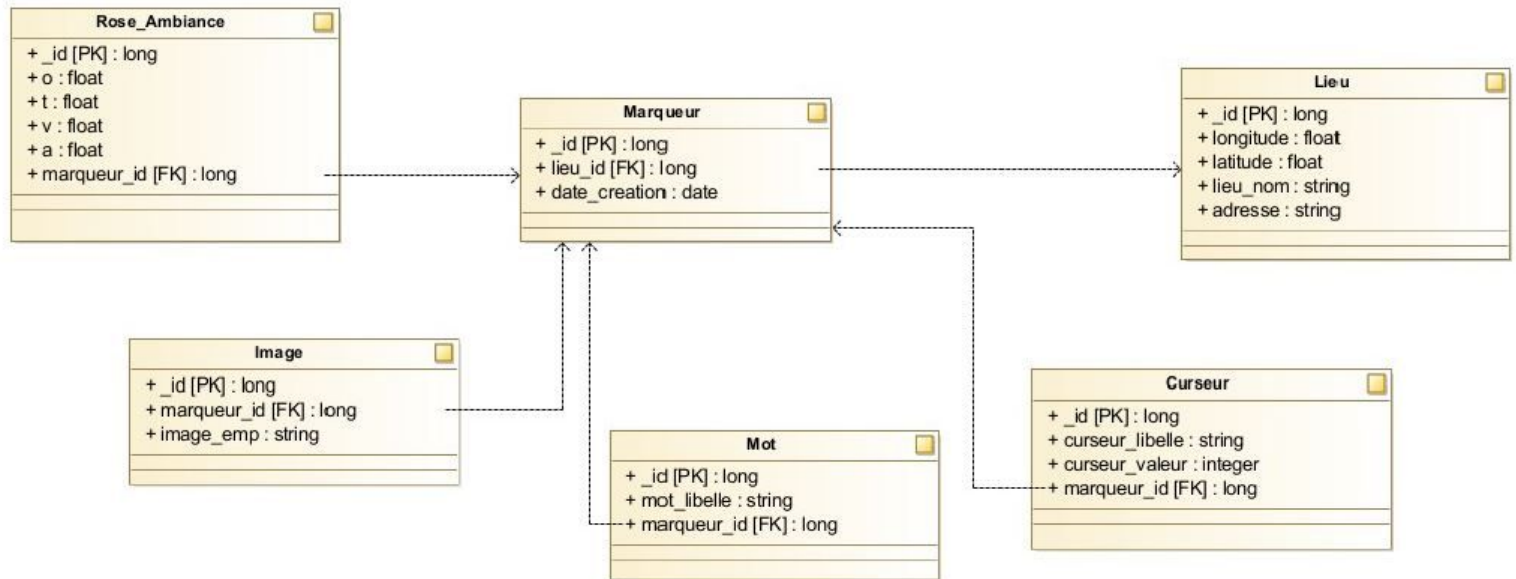 Rose_Ambiance
+ _id [PK] : long
+ o : float
+ t : float
+ v : float
+ a : float
+ marqueur_id [FK] : long
Marqueur
+ _id [PK] : long
+ lieu_id [FK] : long
+ date_creation : date
Lieu
+ _id [PK] : long
+ longitude : float
+ latitude : float
+ lieu_nom : string
+ adresse : string
Image
+ _id [PK] : long
+ marqueur_id [FK] : long
+ image_emp : string
Mot
+ _id [PK] : long
+ mot_libelle : string
+ marqueur_id [FK] : long
Curseur
+ _id [PK] : long
+ curseur_libelle : string
+ curseur_valeur : integer
+ marqueur_id [FK] : long